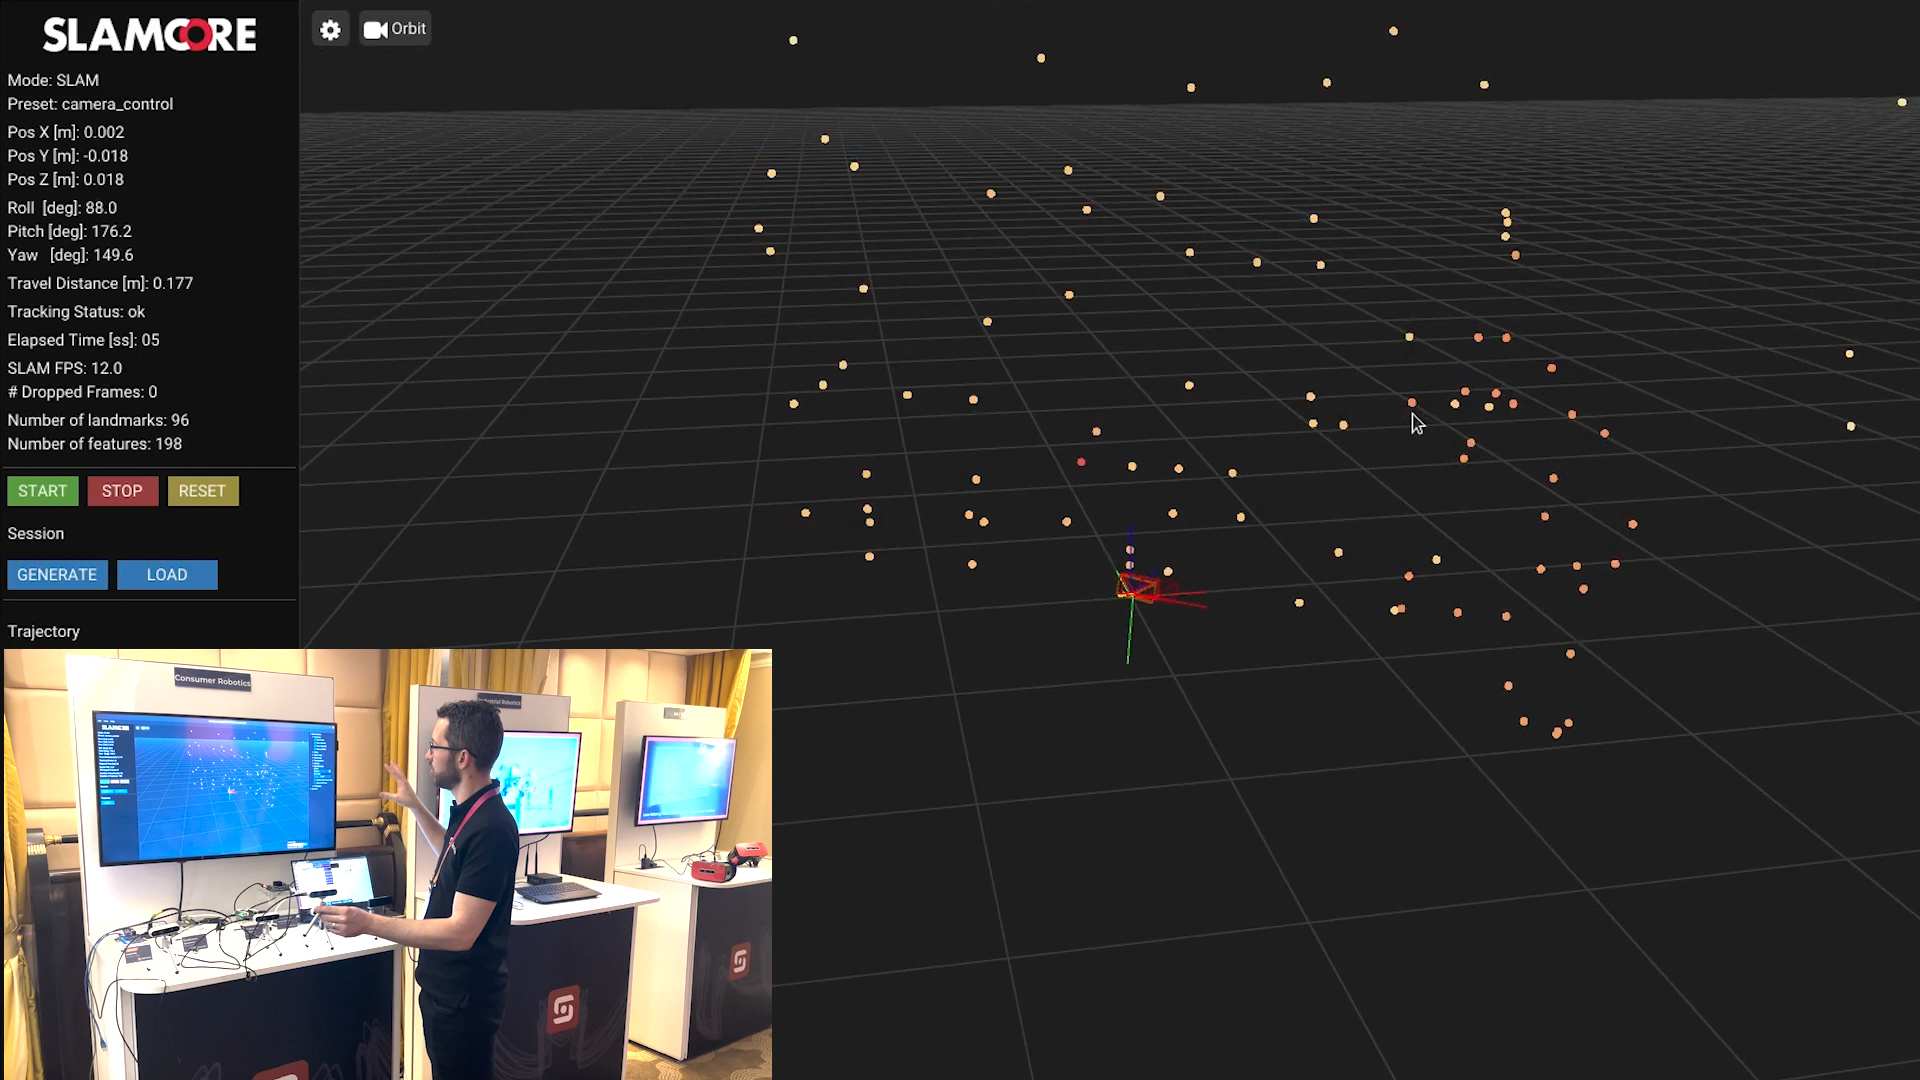 SLAMCORE
Orbit
Mode: SLAM
Preset: camera_control
Pos X [m]: 0.002
Pos Y [m]: -0.018
Pos Z [m]: 0.018
Roll [deg]: 88.0
Pitch [deg]: 176.2
Yaw [deg]: 149.6
Travel Distance [m]: 0.177
Tracking Status: ok
Elapsed Time [ss]: 05
SLAM FPS: 12.0
# Dropped Frames: 0
Number of landmarks: 96
Number of features: 198
START STOP RESET
Session
GENERATE LOAD
Trajectory
Consumer Robotics
Robotics
SLAMCORE